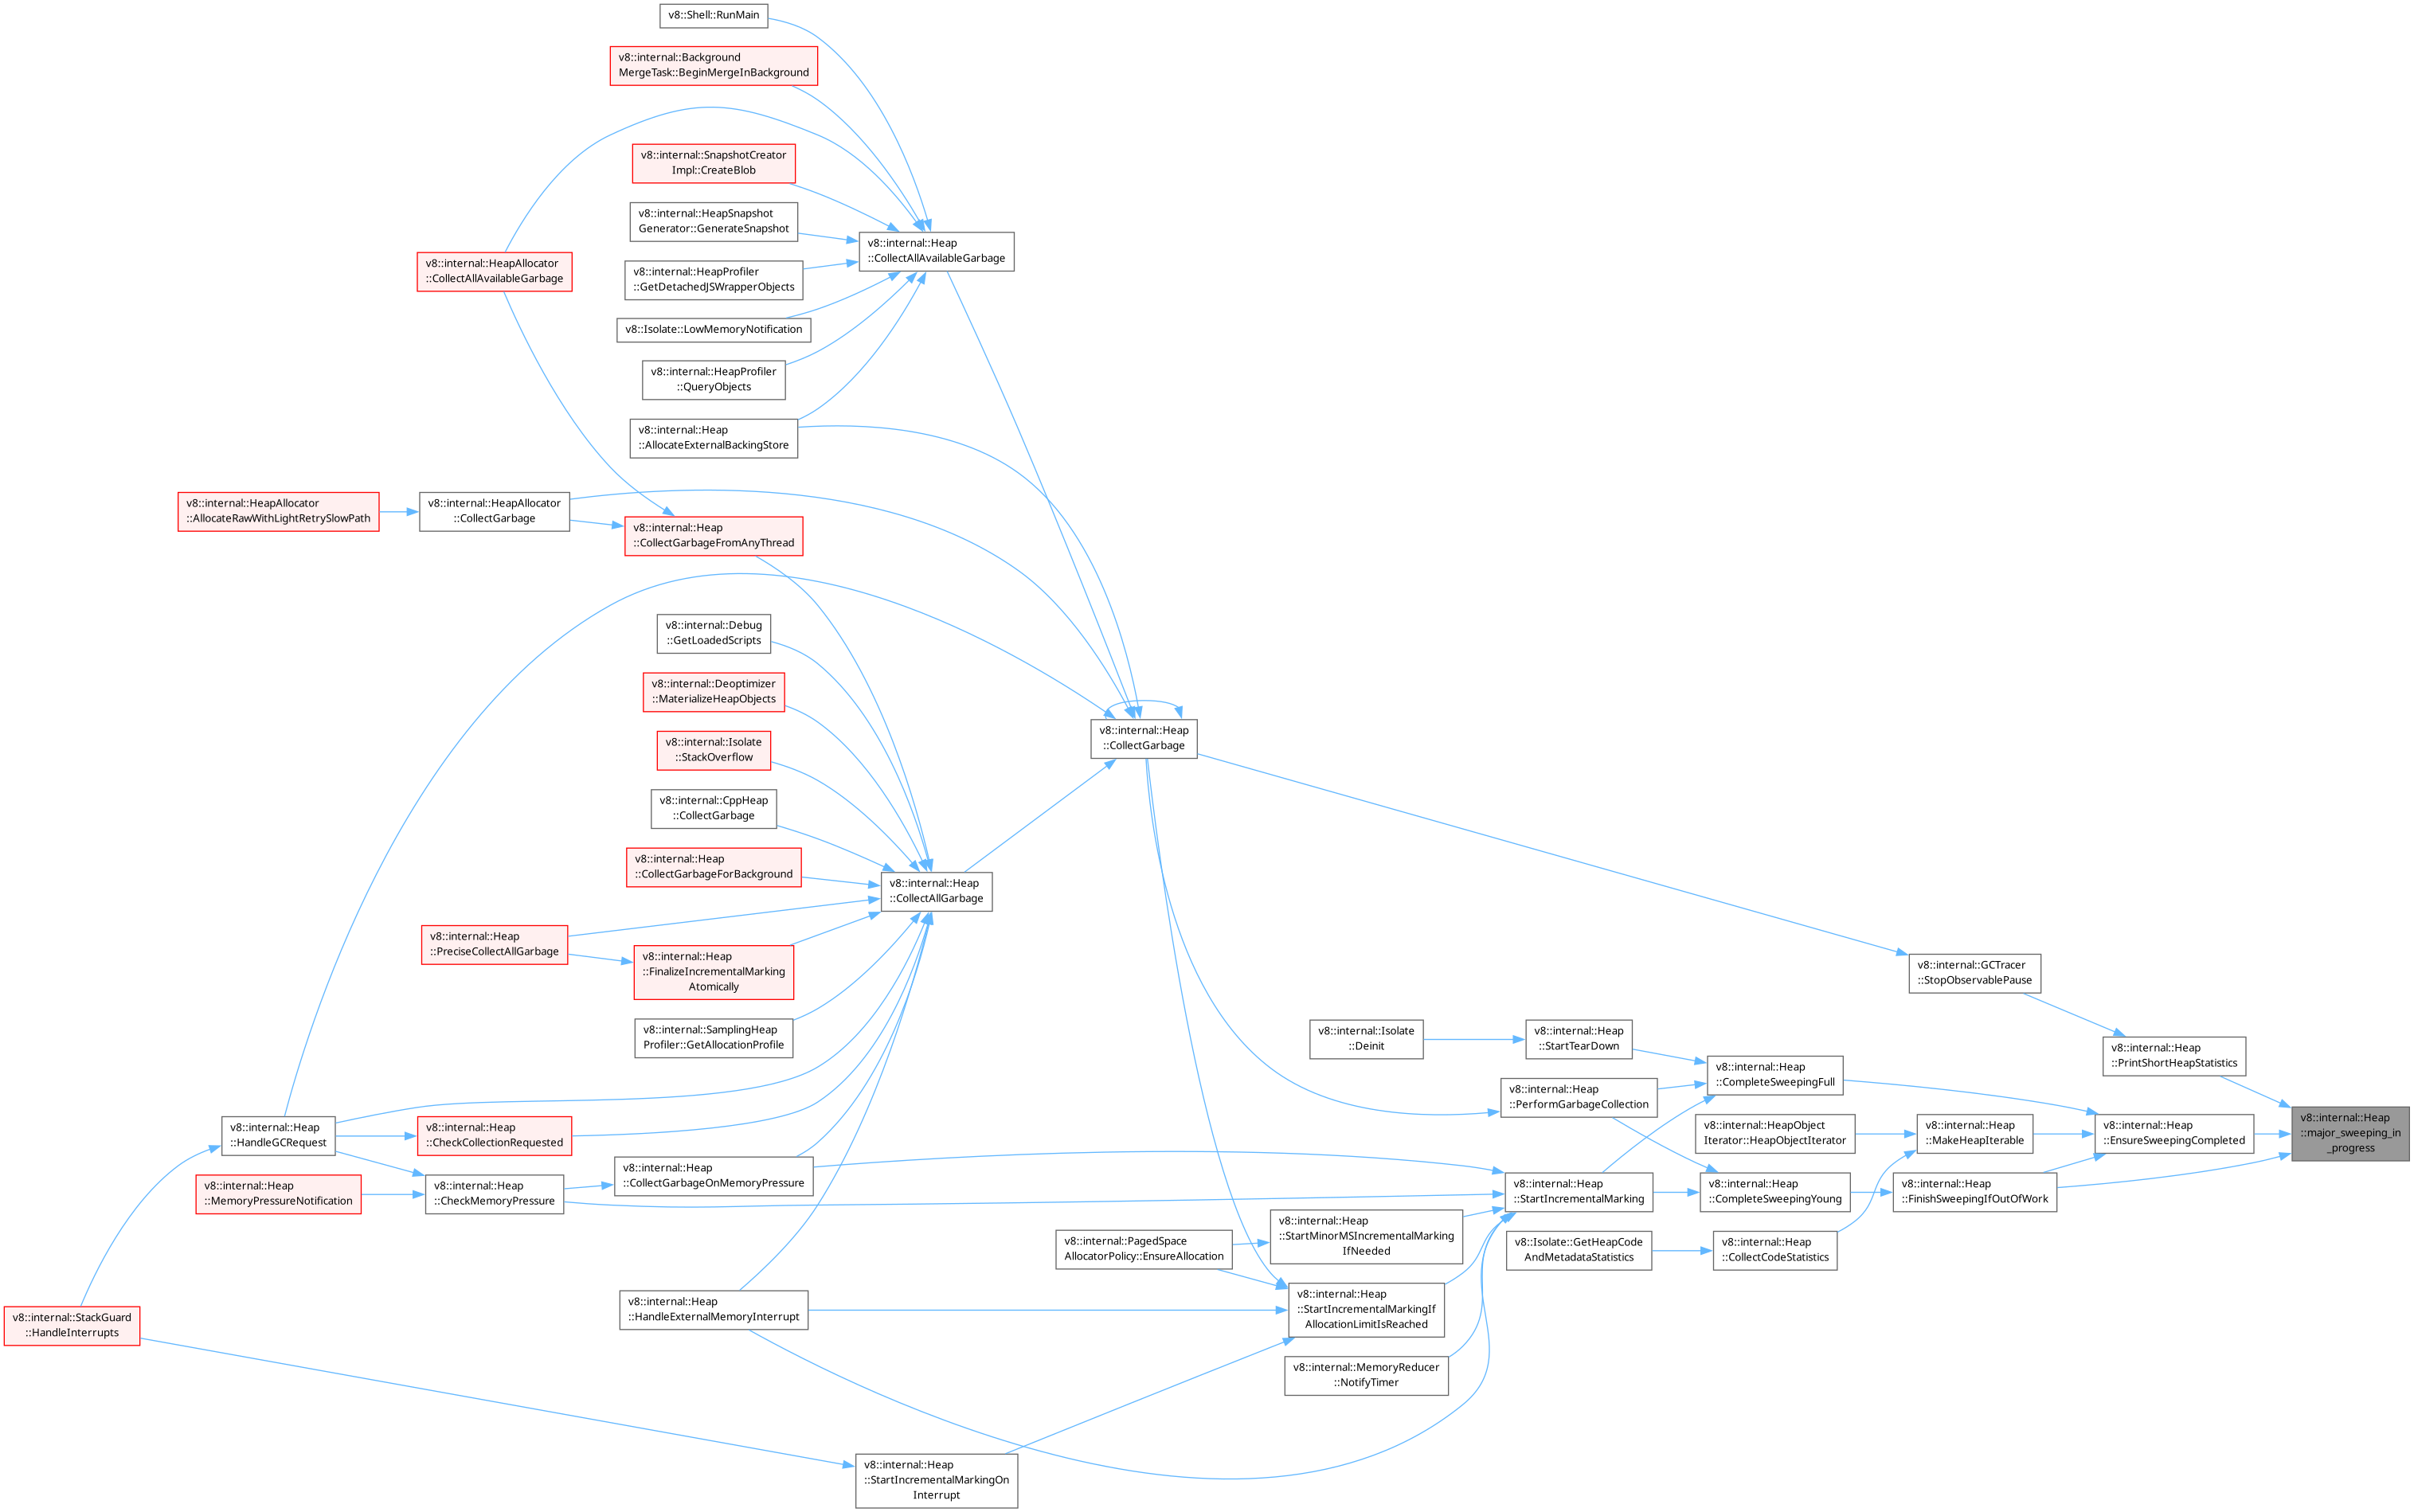 v8::Shell::RunMain
v8::internal::Background
MergeTask::BeginMergeInBackground
v8::internal::SnapshotCreator
Impl::CreateBlob
v8::internal::HeapSnapshot
Generator::GenerateSnapshot
v8::internal::Heap
::CollectAllAvailableGarbage
v8::internal::HeapAllocator
::CollectAllAvailableGarbage
v8::internal::HeapProfiler
::GetDetachedJSWrapperObjects
v8::Isolate::LowMemoryNotification
v8::internal::HeapProfiler
::QueryObjects
v8::internal::Heap
::AllocateExternalBackingStore
v8::internal::HeapAllocator
::AllocateRawWithLightRetrySlowPath
v8::internal::HeapAllocator
::CollectGarbage
v8::internal::Heap
::CollectGarbageFromAnyThread
v8::internal::Debug
::GetLoadedScripts
v8::internal::Deoptimizer
::MaterializeHeapObjects
v8::internal::Isolate
::StackOverflow
v8::internal::Heap
::CollectGarbage
v8::internal::CppHeap
::CollectGarbage
v8::internal::Heap
::CollectGarbageForBackground
v8::internal::Heap
::CollectAllGarbage
v8::internal::Heap
::PreciseCollectAllGarbage
v8::internal::Heap
::FinalizeIncrementalMarking
Atomically
v8::internal::GCTracer
::StopObservablePause
v8::internal::SamplingHeap
Profiler::GetAllocationProfile
v8::internal::Isolate
::Deinit
v8::internal::Heap
::StartTearDown
v8::internal::Heap
::PrintShortHeapStatistics
v8::internal::Heap
::CompleteSweepingFull
v8::internal::Heap
::PerformGarbageCollection
v8::internal::Heap
::HandleGCRequest
v8::internal::Heap
::CheckCollectionRequested
v8::internal::HeapObject
Iterator::HeapObjectIterator
v8::internal::Heap
::MakeHeapIterable
v8::internal::Heap
::EnsureSweepingCompleted
v8::internal::Heap
::major_sweeping_in
_progress
v8::internal::Heap
::MemoryPressureNotification
v8::internal::Heap
::CheckMemoryPressure
v8::internal::Heap
::CollectGarbageOnMemoryPressure
v8::internal::Heap
::StartIncrementalMarking
v8::internal::Heap
::CompleteSweepingYoung
v8::internal::Heap
::FinishSweepingIfOutOfWork
v8::internal::PagedSpace
AllocatorPolicy::EnsureAllocation
v8::internal::Heap
::StartMinorMSIncrementalMarking
IfNeeded
v8::Isolate::GetHeapCode
AndMetadataStatistics
v8::internal::Heap
::CollectCodeStatistics
v8::internal::StackGuard
::HandleInterrupts
v8::internal::Heap
::HandleExternalMemoryInterrupt
v8::internal::Heap
::StartIncrementalMarkingIf
AllocationLimitIsReached
v8::internal::MemoryReducer
::NotifyTimer
v8::internal::Heap
::StartIncrementalMarkingOn
Interrupt